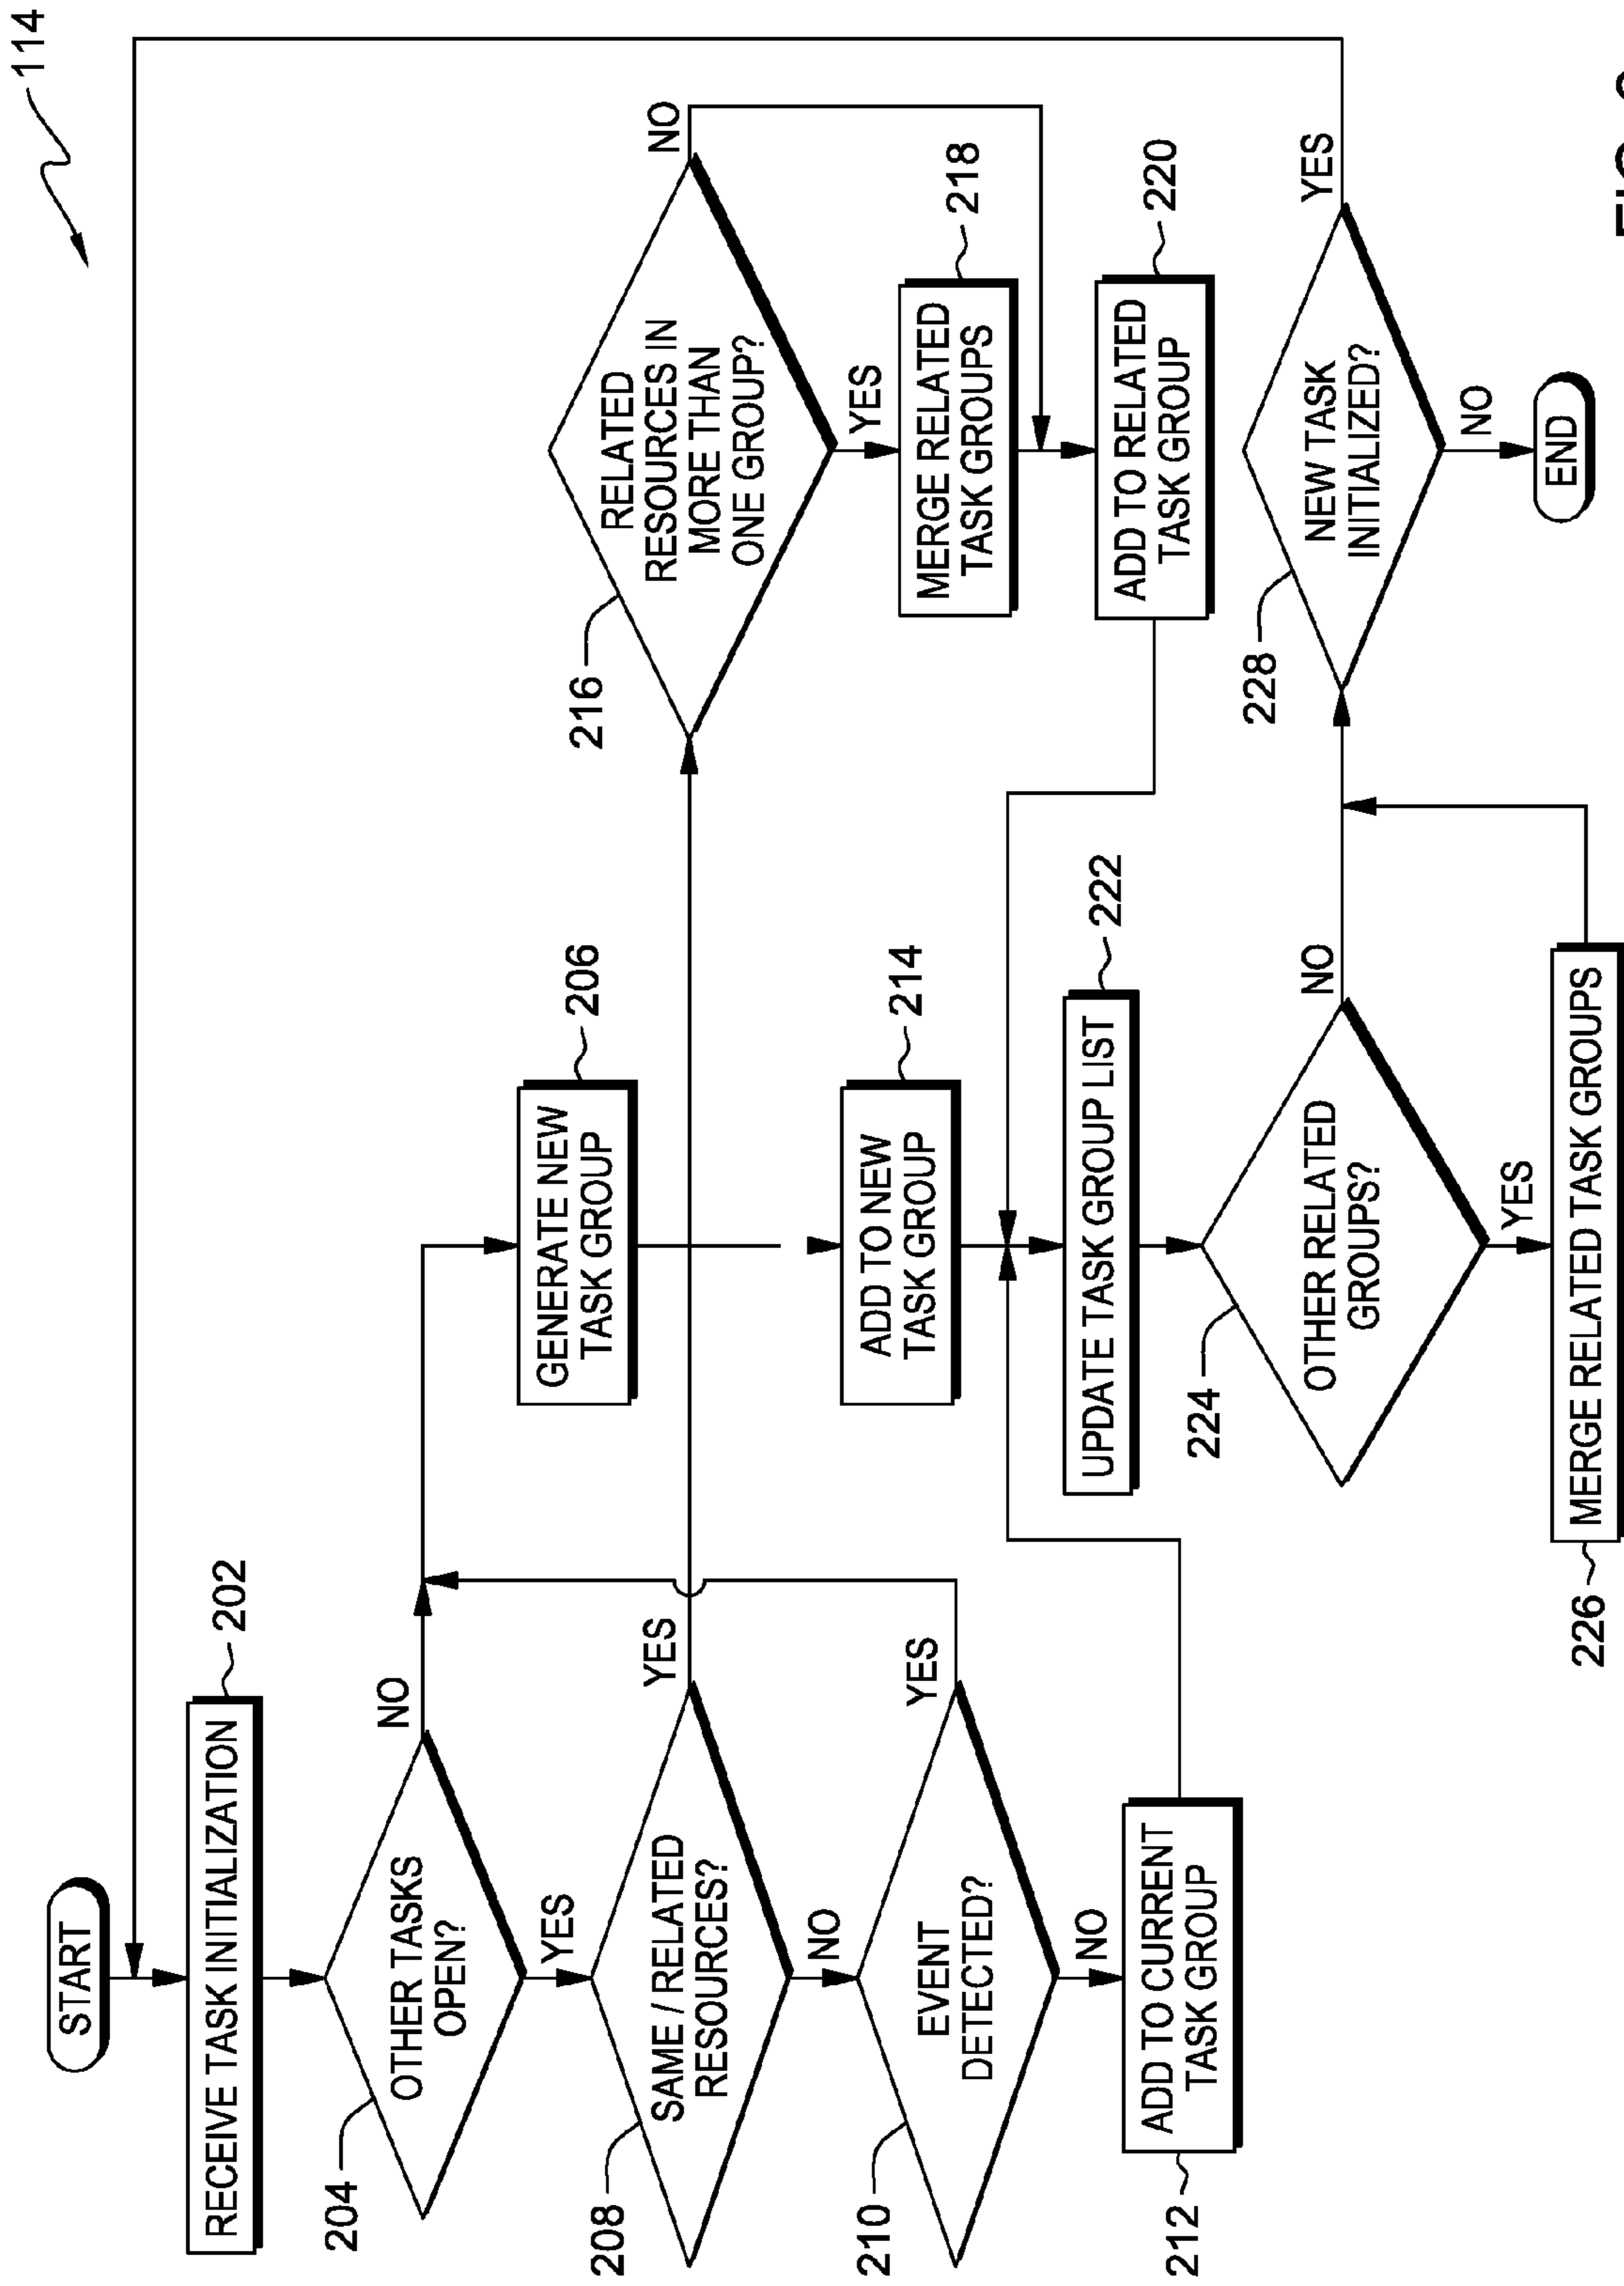 114
START
RECEIVE TASK INITIALIZATION
202
204
OTHER TASKS
OPEN?
NO
YES
208
SAME / RELATED
RESOURCES?
YES
NO
210
EVENT
DETECTED?
YES
NO
212
ADD TO CURRENT
TASK GROUP
GENERATE NEW
TASK GROUP
206
ADD TO NEW
TASK GROUP
214
UPDATE TASK GROUP LIST
222
224
OTHER RELATED
GROUPS?
NO
YES
226
MERGE RELATED TASK GROUPS
216
RELATED
RESOURCES IN
MORE THAN
ONE GROUP?
NO
YES
MERGE RELATED
TASK GROUPS
218
ADD TO RELATED
TASK GROUP
220
228
NEW TASK
INITIALIZED?
YES
NO
END